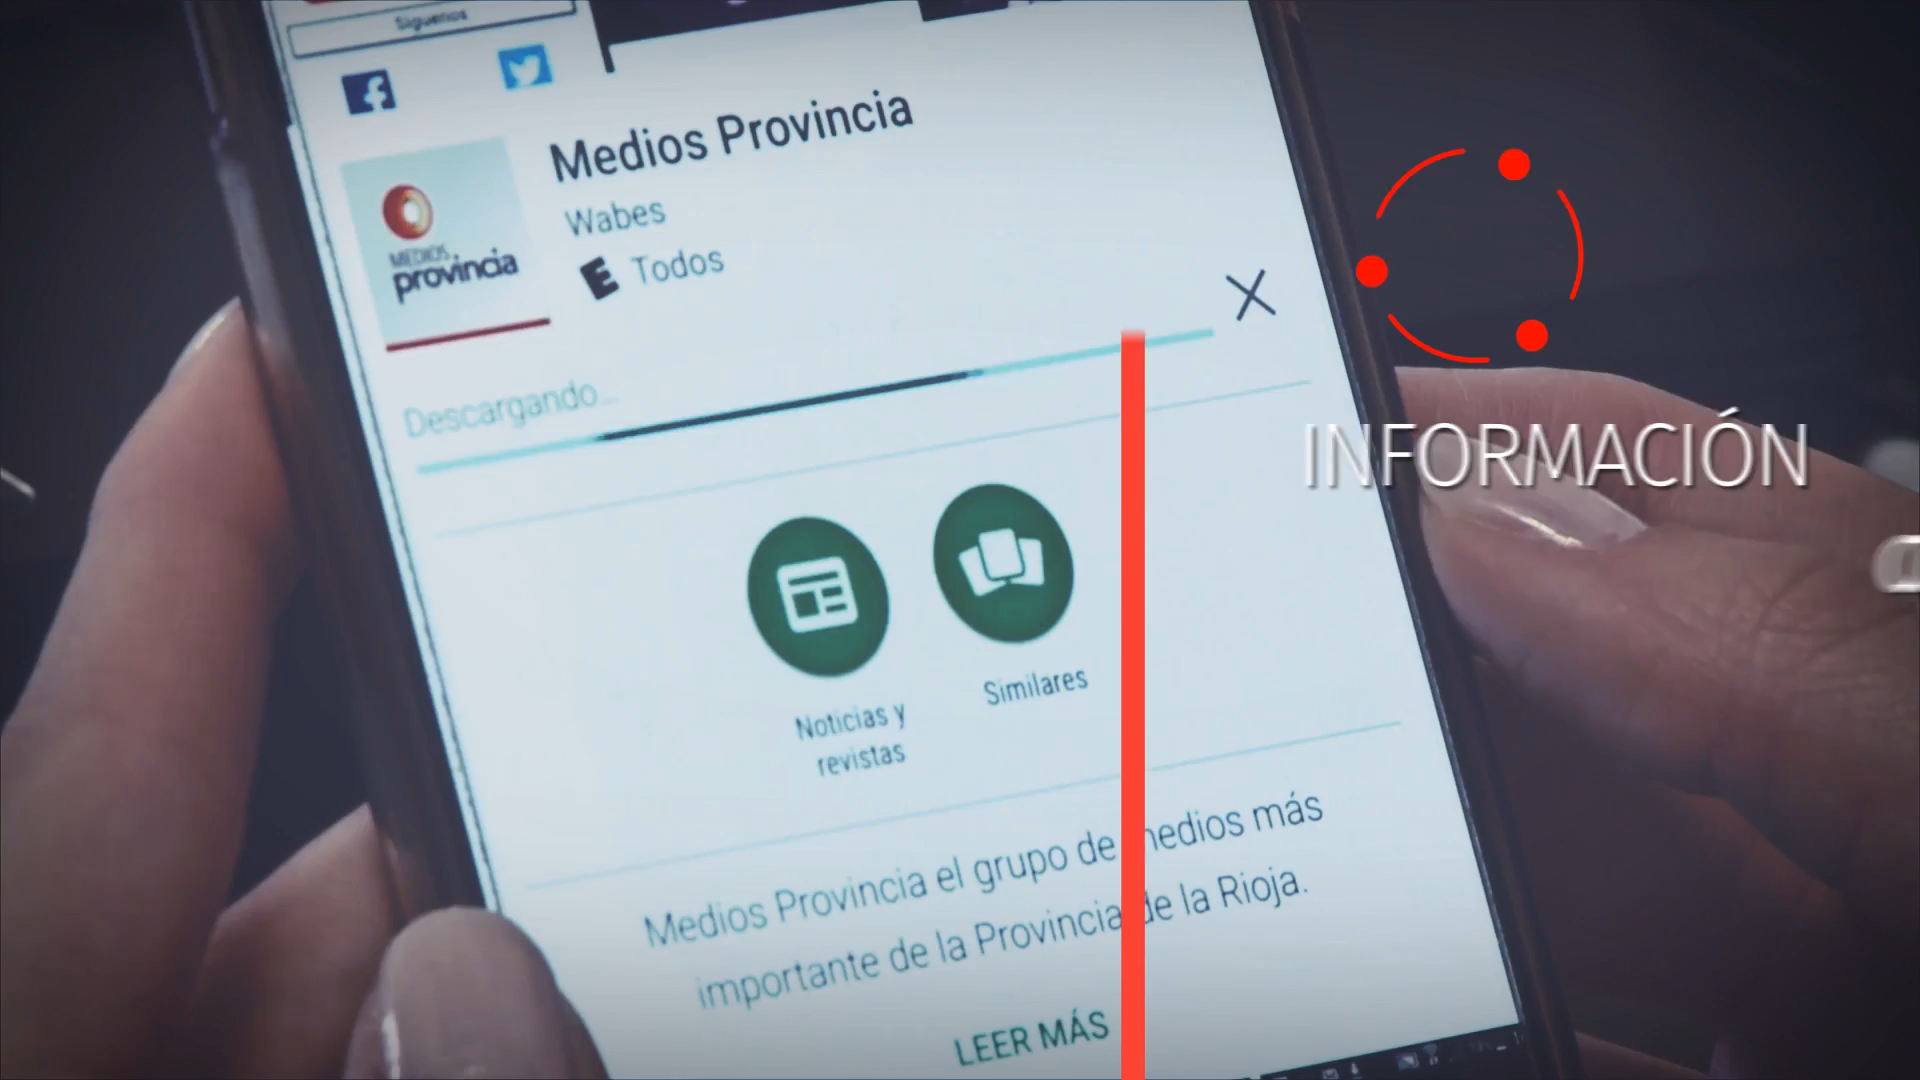 Síguenos
Medios Provincia
Wabes
E Todos
MEDIOS
provincia
Descargando...
INFORMACIÓN
Noticias y
revistas
Similares
Medios Provincia el grupo de medios más
importante de la Provincia de la Rioja.
LEER MÁS